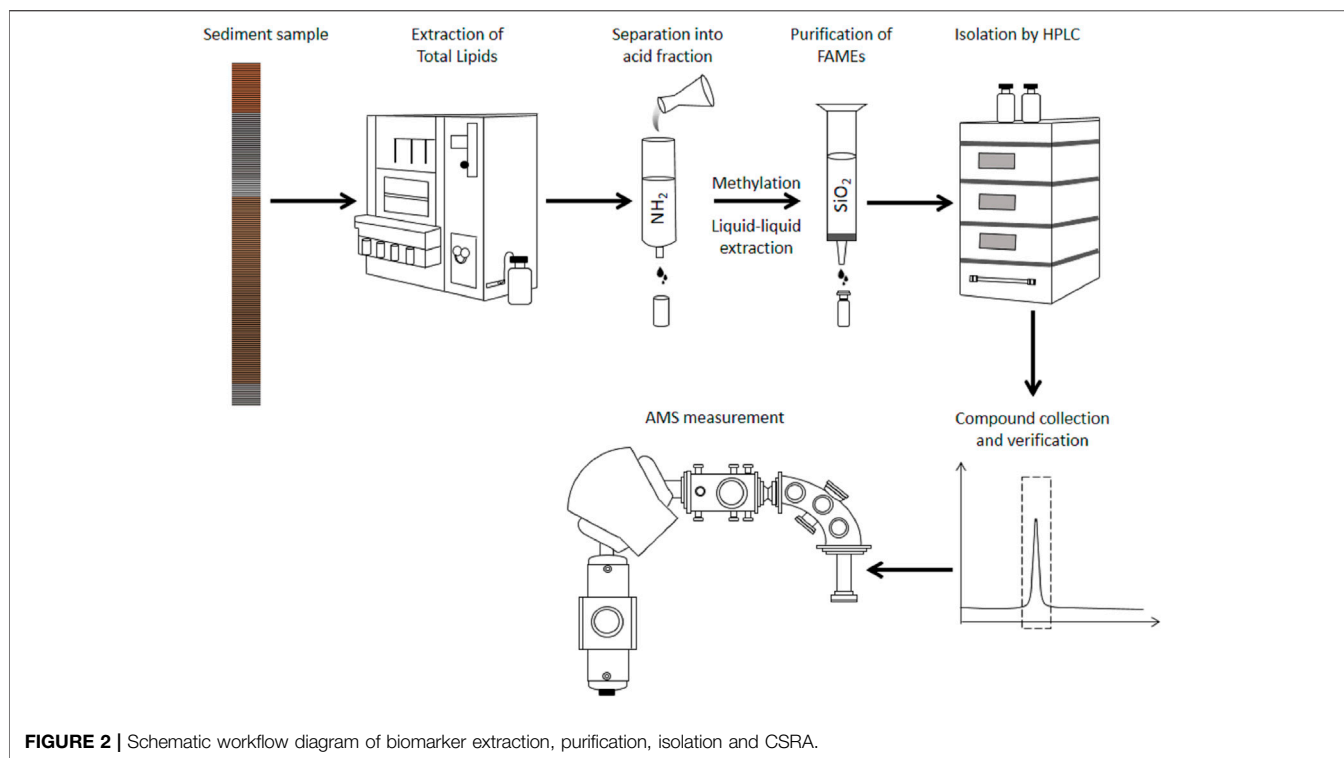 Sediment sample
Extraction of
Total Lipids
Separation into
acid fraction
Purification of
FAMEs
Isolation by HPLC
NH₂
Methylation
Liquid-liquid
extraction
SiO₂
AMS measurement
Compound collection
and verification
FIGURE 2 | Schematic workflow diagram of biomarker extraction, purification, isolation and CSRA.